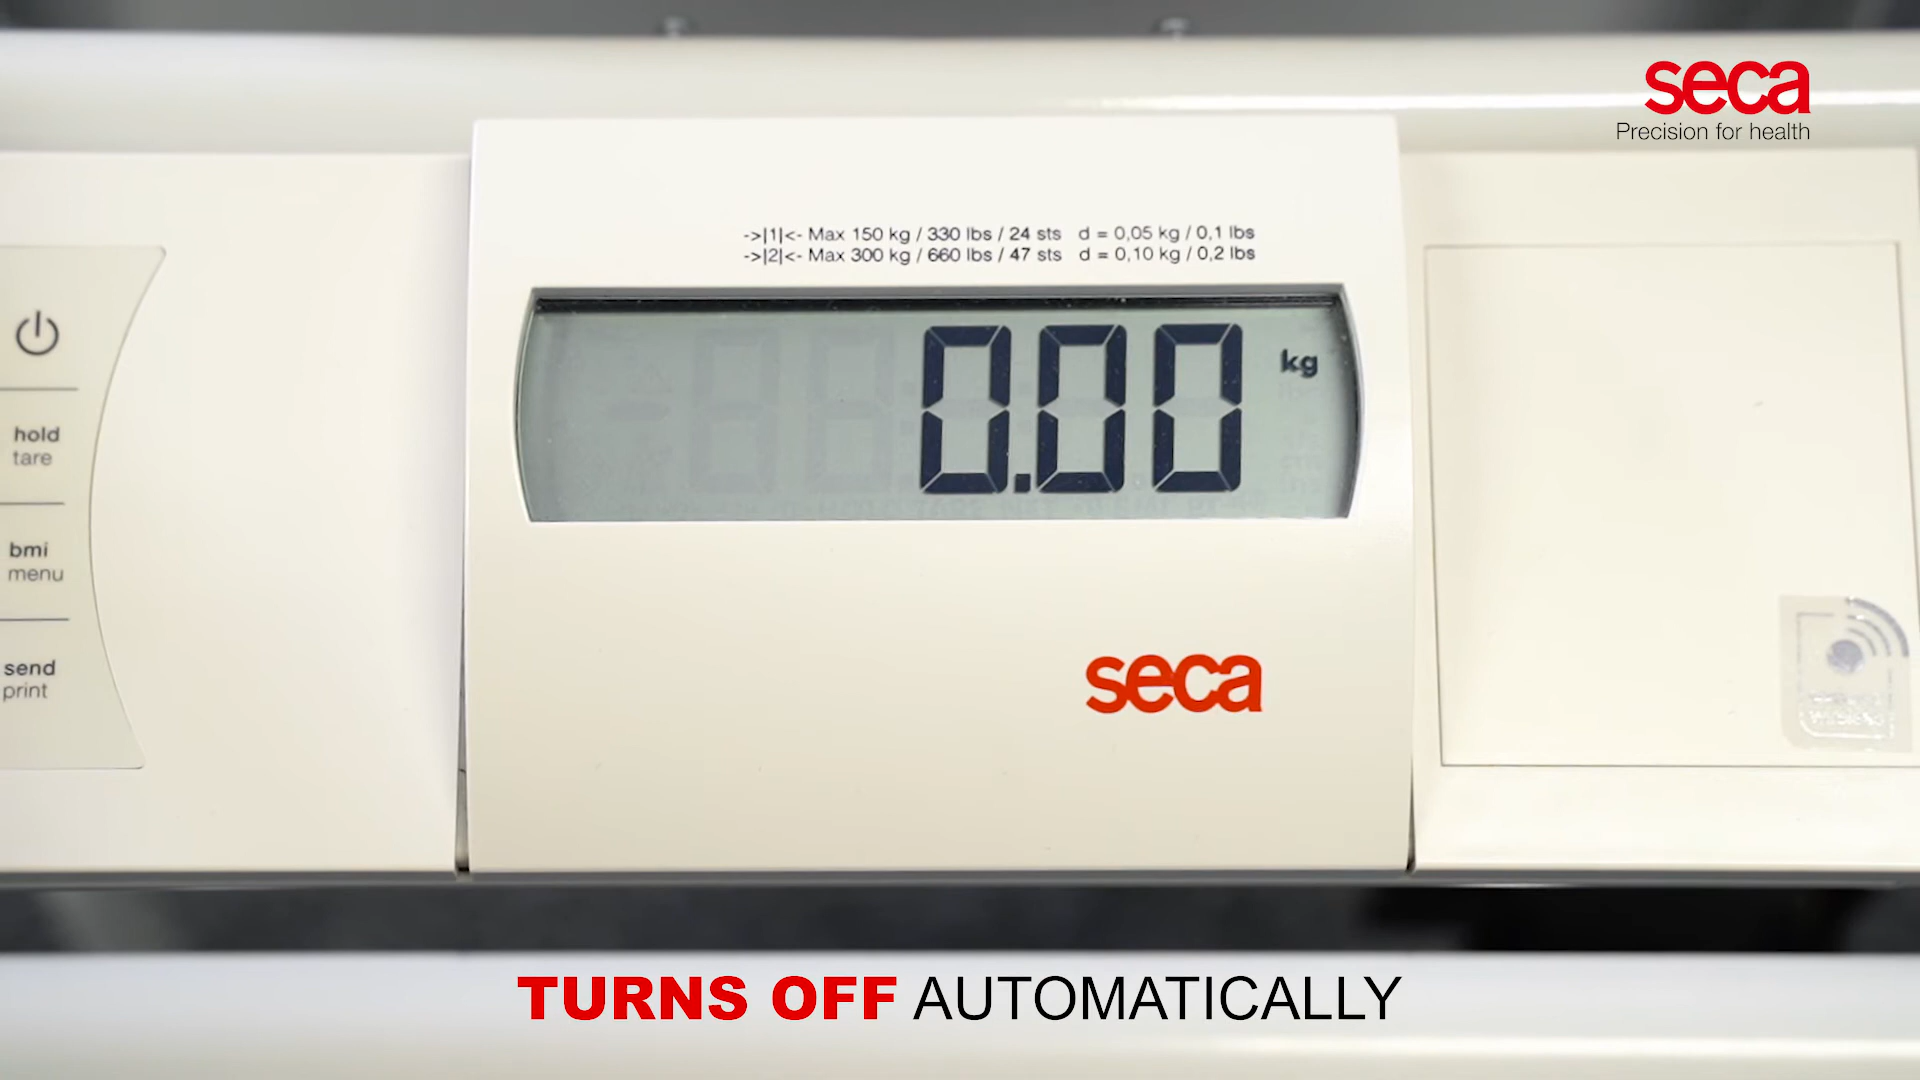 seca
Precision for health
->|1|<- Max 150 kg / 330 lbs / 24 sts d = 0,05 kg / 0,1 lbs
->|2|<- Max 300 kg / 660 lbs / 47 sts d = 0,10 kg / 0,2 lbs
0.00 kg
hold
tare
bmi
menu
send
print
seca
TURNS OFF AUTOMATICALLY